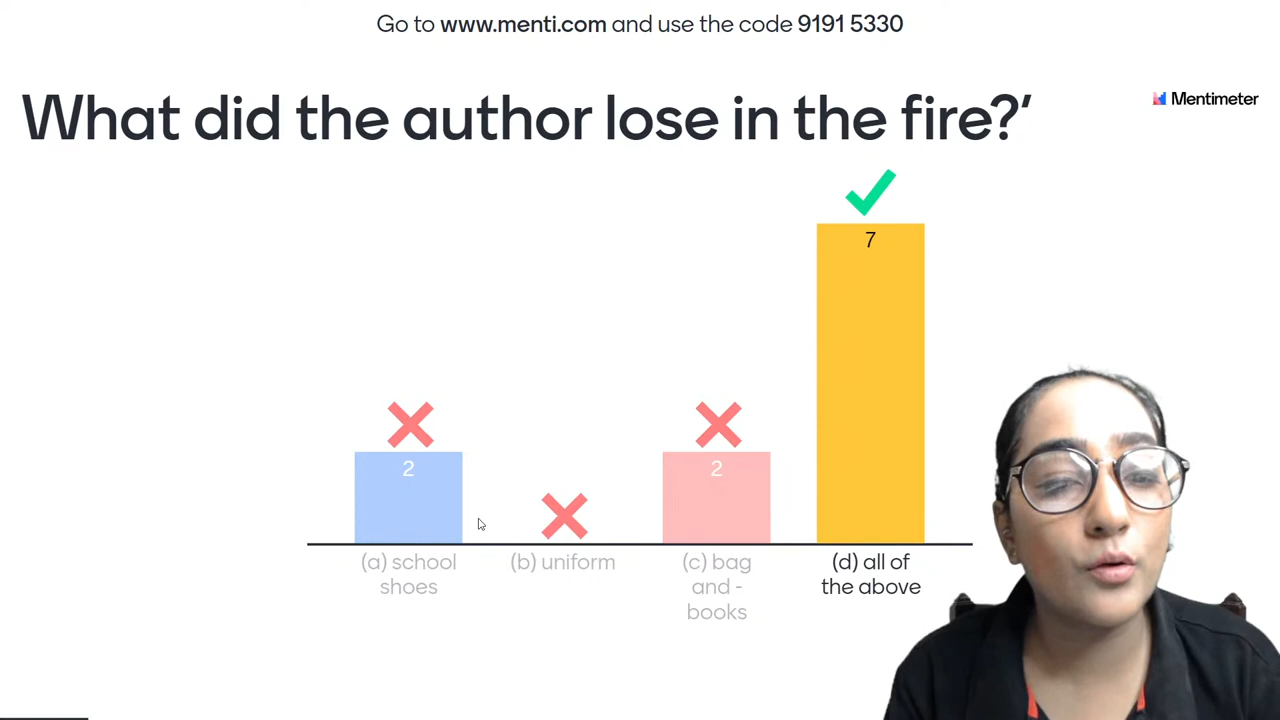 Go to www.menti.com and use the code 9191 5330
What did the author lose in the fire?'
Mentimeter
7
2
2
(a) school
shoes
(b) uniform
(c) bag
and -
books
(d) all of
the above